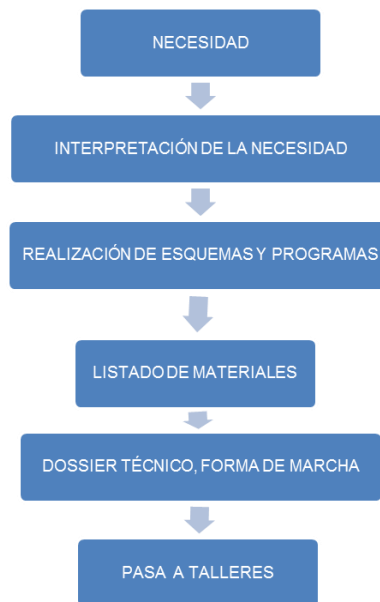 NECESIDAD
INTERPRETACIÓN DE LA NECESIDAD
REALIZACIÓN DE ESQUEMAS Y PROGRAMAS
LISTADO DE MATERIALES
DOSSIER TÉCNICO, FORMA DE MARCHA
PASA A TALLERES